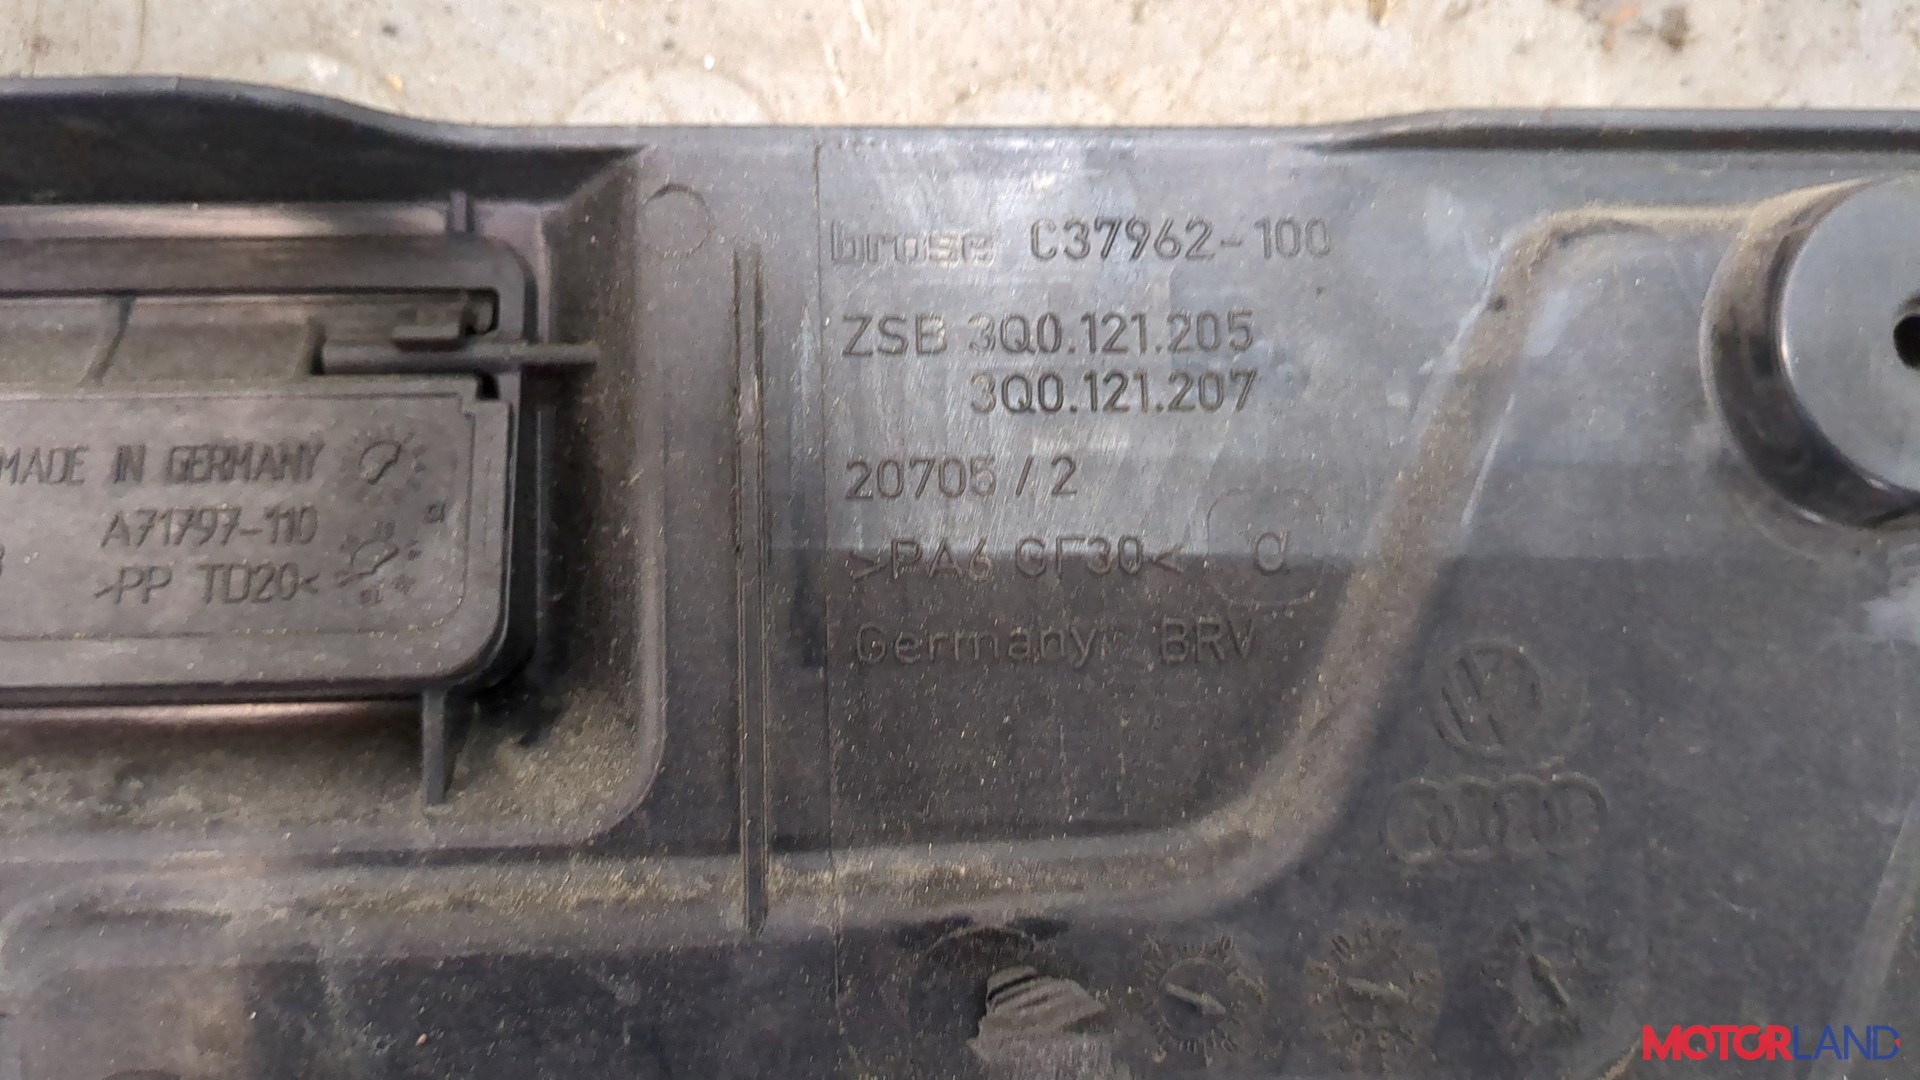 brose C37962-100
ZSB 3Q0.121.205
3Q0.121.207
20705 / 2
>PA6 GF30<
Germany BRV
MADE IN GERMANY
A71797-110
>PP TD20<
MOTORLAND